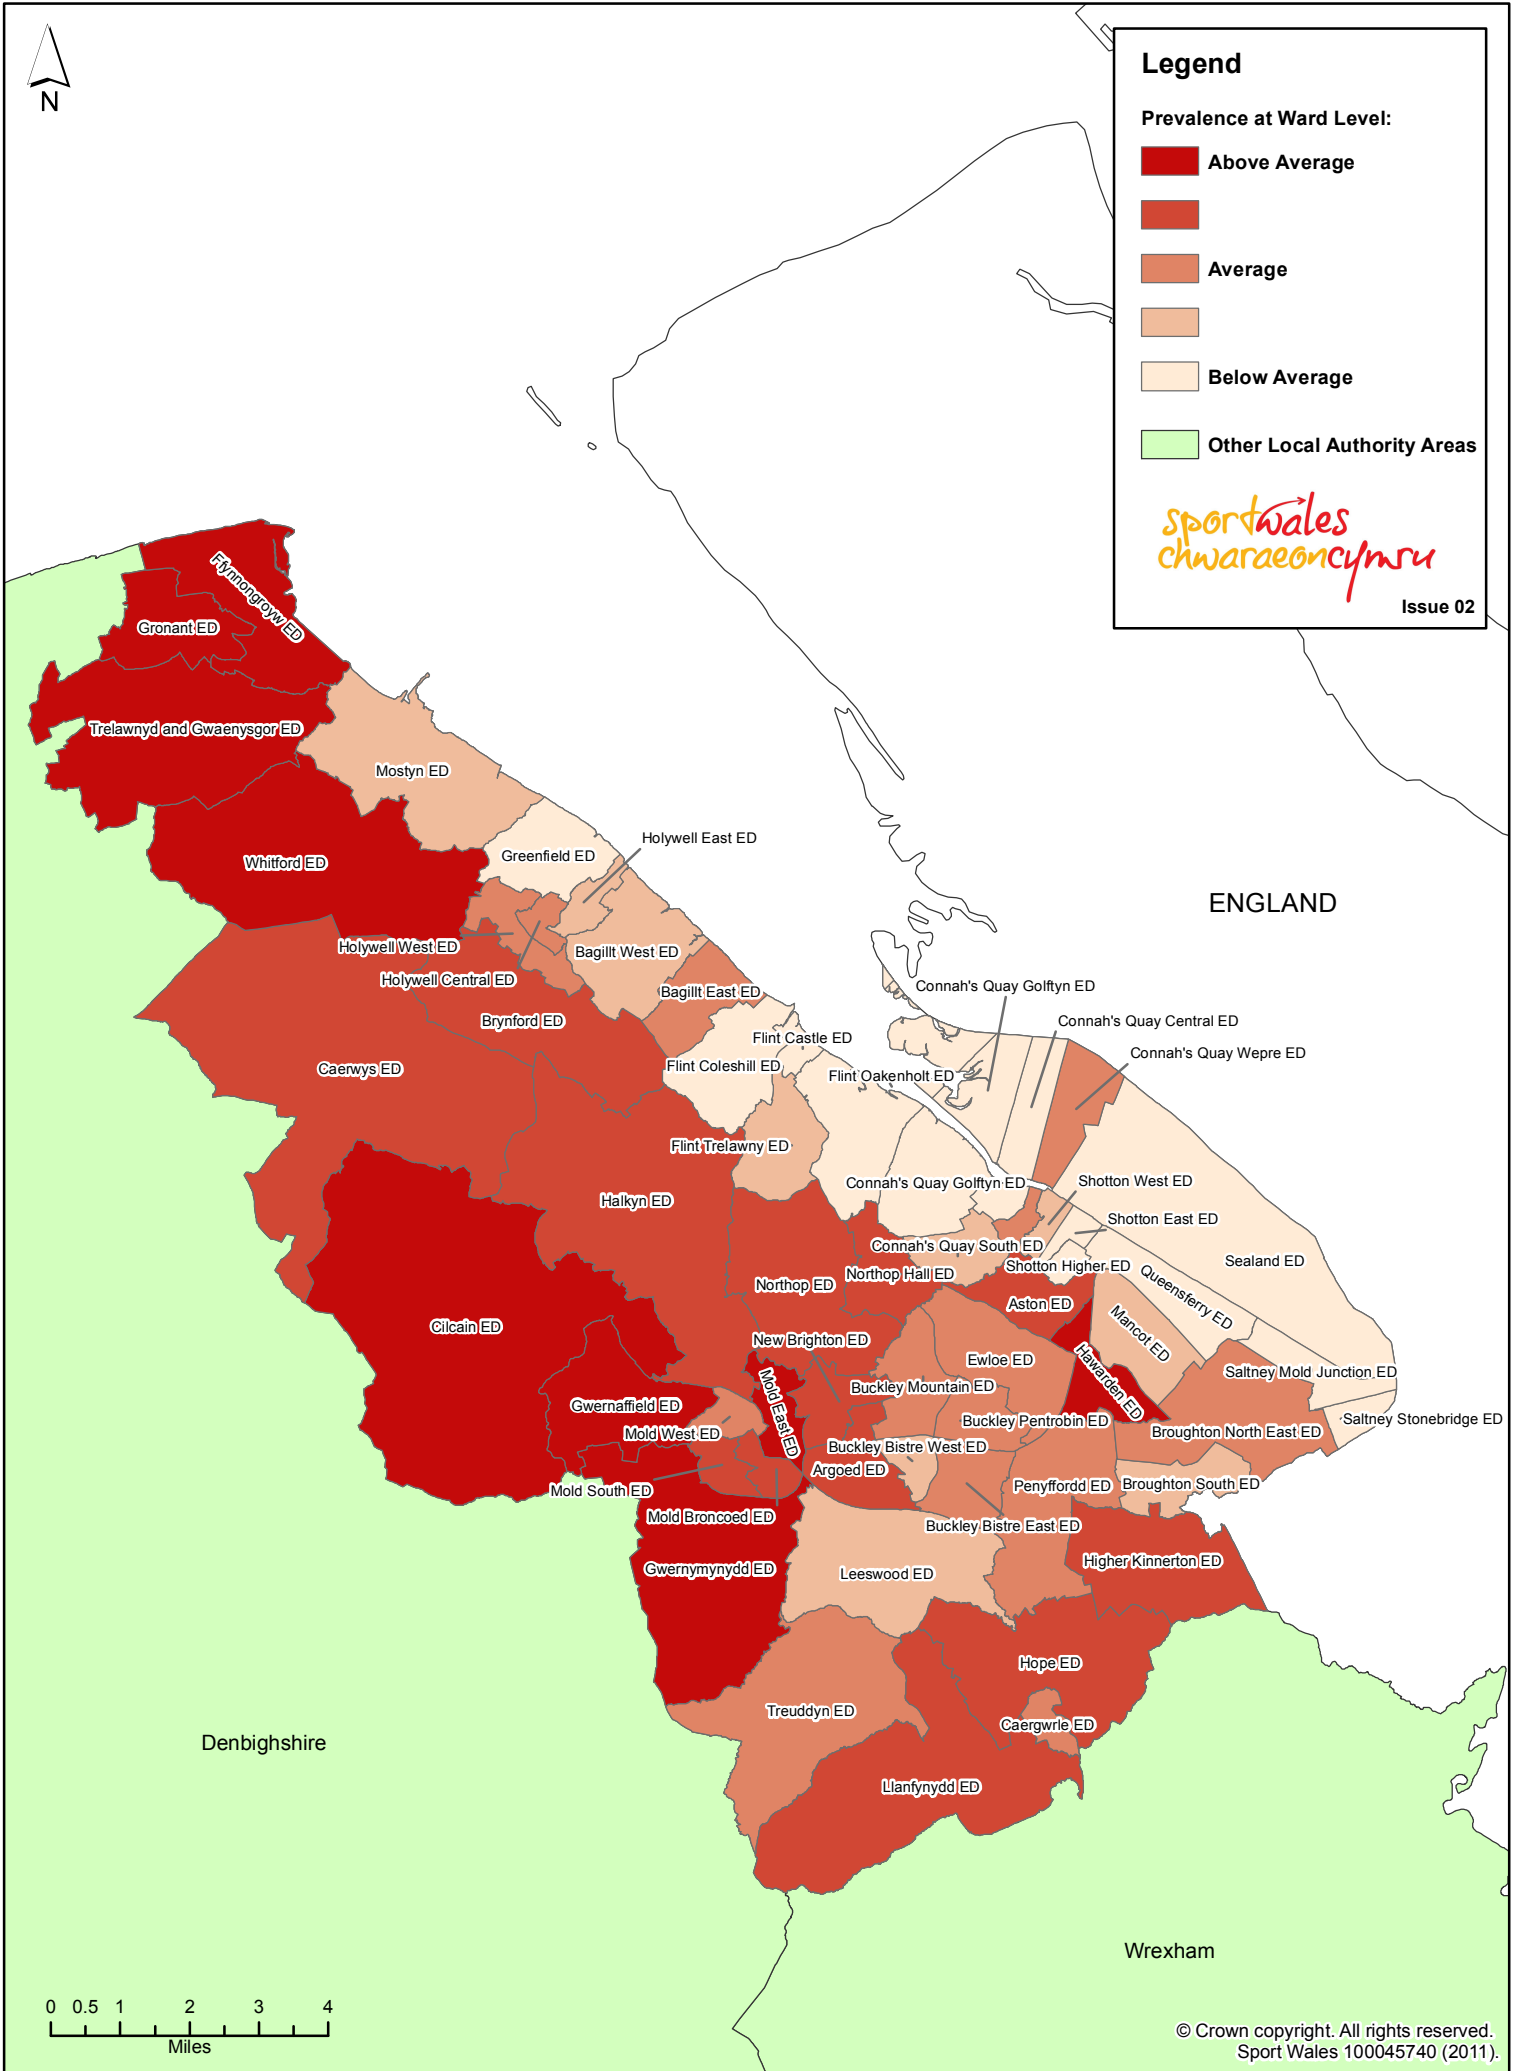 N
Legend
Prevalence at Ward Level:
Above Average
Average
Below Average
Other Local Authority Areas
sportwales
chwaraeoncymru
Issue 02
Ffynnongroyw ED
Gronant ED
Trelawnyd and Gwaenysgor ED
Mostyn ED
Holywell East ED
Greenfield ED
Whitford ED
ENGLAND
Holywell West ED
Bagillt West ED
Holywell Central ED
Bagillt East ED
Connah's Quay Golftyn ED
Brynford ED
Connah's Quay Central ED
Flint Castle ED
Connah's Quay Wepre ED
Caerwys ED
Flint Coleshill ED
Flint Oakenholt ED
Flint Trelawny ED
Connah's Quay Golftyn ED
Shotton West ED
Halkyn ED
Shotton East ED
Connah's Quay South ED
Sealand ED
Shotton Higher ED
Northop Hall ED
Northop ED
Queensferry ED
Aston ED
Mancot ED
Cilcain ED
New Brighton ED
Ewloe ED
Hawarden ED
Saltney Mold Junction ED
Buckley Mountain ED
Gwernaffield ED
Mold East ED
Saltney Stonebridge ED
Buckley Pentrobin ED
Mold West ED
Broughton North East ED
Buckley Bistre West ED
Argoed ED
Penyffordd ED
Broughton South ED
Mold South ED
Mold Broncoed ED
Buckley Bistre East ED
Higher Kinnerton ED
Gwernymynydd ED
Leeswood ED
Hope ED
Treuddyn ED
Caergwrle ED
Denbighshire
Llanfynydd ED
Wrexham
0 0.5 1 2 3 4
Miles
© Crown copyright. All rights reserved.
Sport Wales 100045740 (2011).